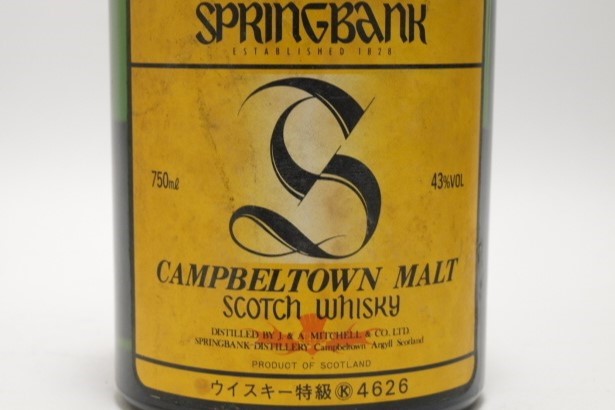 SPRINGBANK
ESTABLISHED 1828
S
750ml
43%VOL
CAMPBELTOWN MALT
SCOTCH WHISKY
DISTILLED BY J & A MITCHELL & CO. LTD.
SPRINGBANK DISTILLERY Campbeltown Argyll Scotland
PRODUCT OF SCOTLAND
ウイスキー特級Ⓚ4626